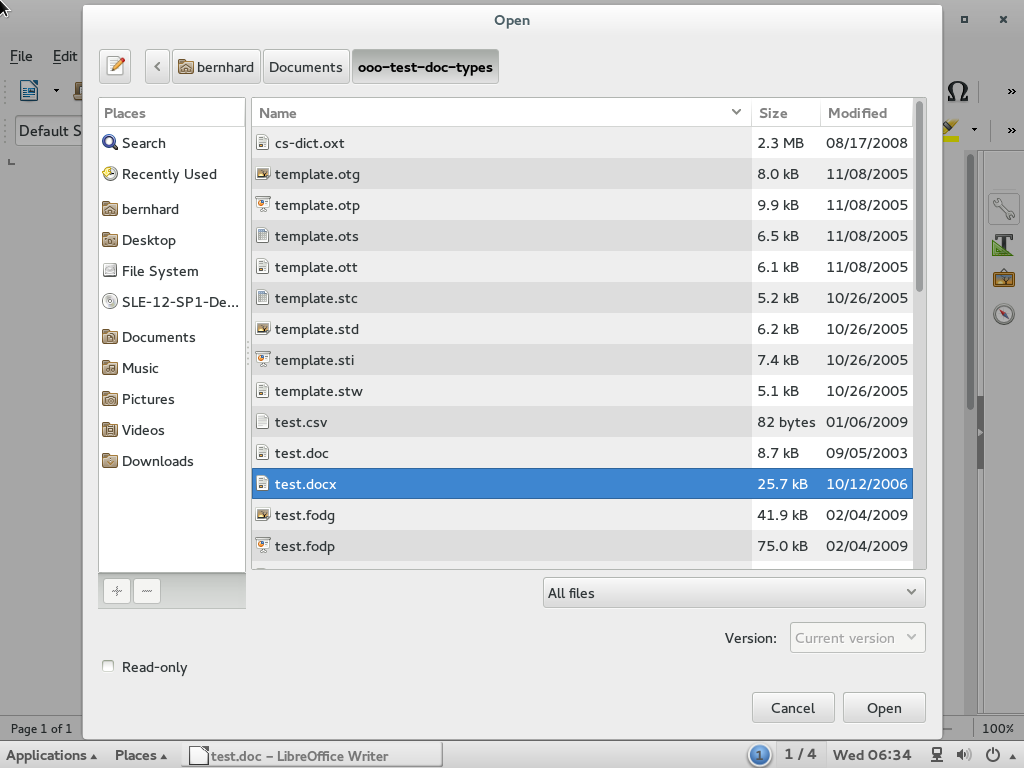 Open
File Edit
bernhard Documents ooo-test-doc-types
Default S
Places
Search
Recently Used
bernhard
Desktop
File System
SLE-12-SP1-De...
Documents
Music
Pictures
Videos
Downloads
Name Size Modified
cs-dict.oxt 2.3 MB 08/17/2008
template.otg 8.0 kB 11/08/2005
template.otp 9.9 kB 11/08/2005
template.ots 6.5 kB 11/08/2005
template.ott 6.1 kB 11/08/2005
template.stc 5.2 kB 10/26/2005
template.std 6.2 kB 10/26/2005
template.sti 7.4 kB 10/26/2005
template.stw 5.1 kB 10/26/2005
test.csv 82 bytes 01/06/2009
test.doc 8.7 kB 09/05/2003
test.docx 25.7 kB 10/12/2006
test.fodg 41.9 kB 02/04/2009
test.fodp 75.0 kB 02/04/2009
All files
Version: Current version
Read-only
Cancel Open
Page 1 of 1 100%
Applications Places test.doc – LibreOffice Writer 1 1 / 4 Wed 06:34